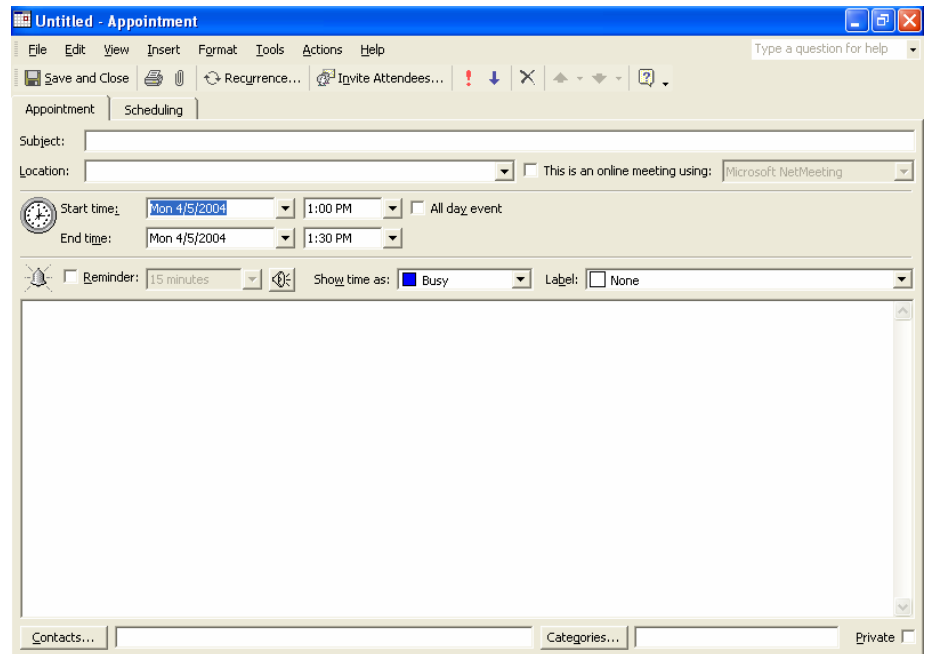 Untitled - Appointment
File Edit View Insert Format Tools Actions Help Type a question for help
Save and Close Recurrence... Invite Attendees...
Appointment Scheduling
Subject:
Location: This is an online meeting using: Microsoft NetMeeting
Start time: Mon 4/5/2004 1:00 PM All day event
End time: Mon 4/5/2004 1:30 PM
Reminder: 15 minutes Show time as: Busy Label: None
Contacts... Categories... Private